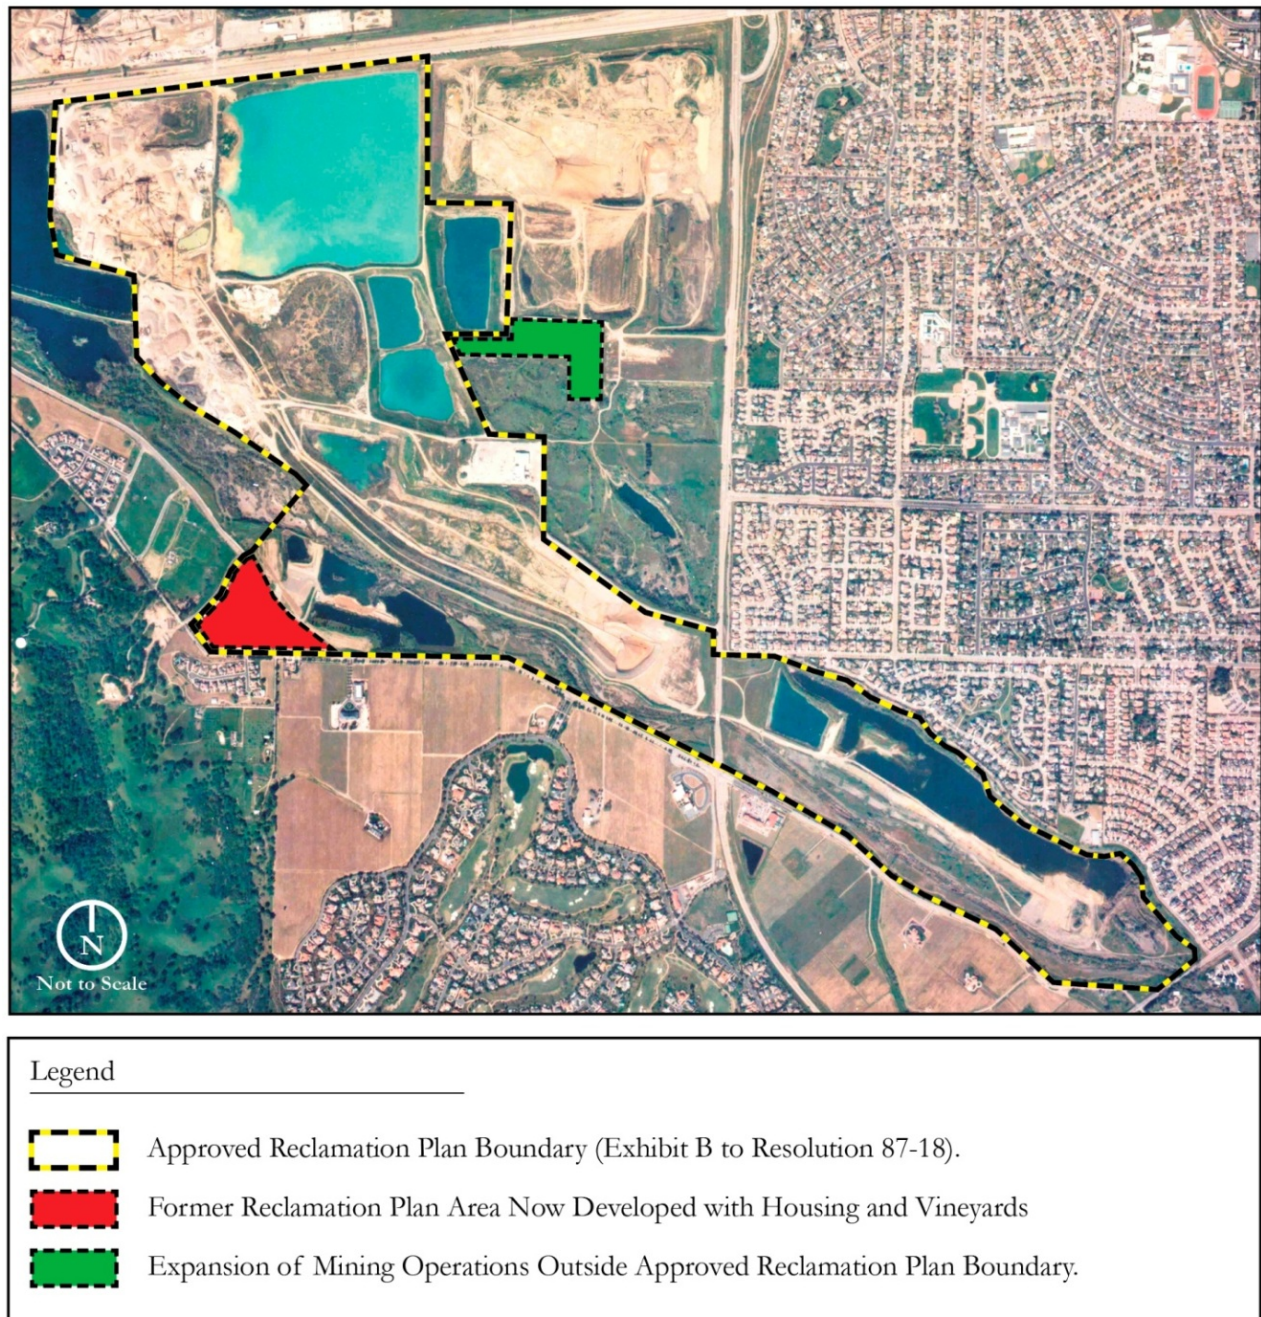 N
Not to Scale
Legend
Approved Reclamation Plan Boundary (Exhibit B to Resolution 87-18).
Former Reclamation Plan Area Now Developed with Housing and Vineyards
Expansion of Mining Operations Outside Approved Reclamation Plan Boundary.